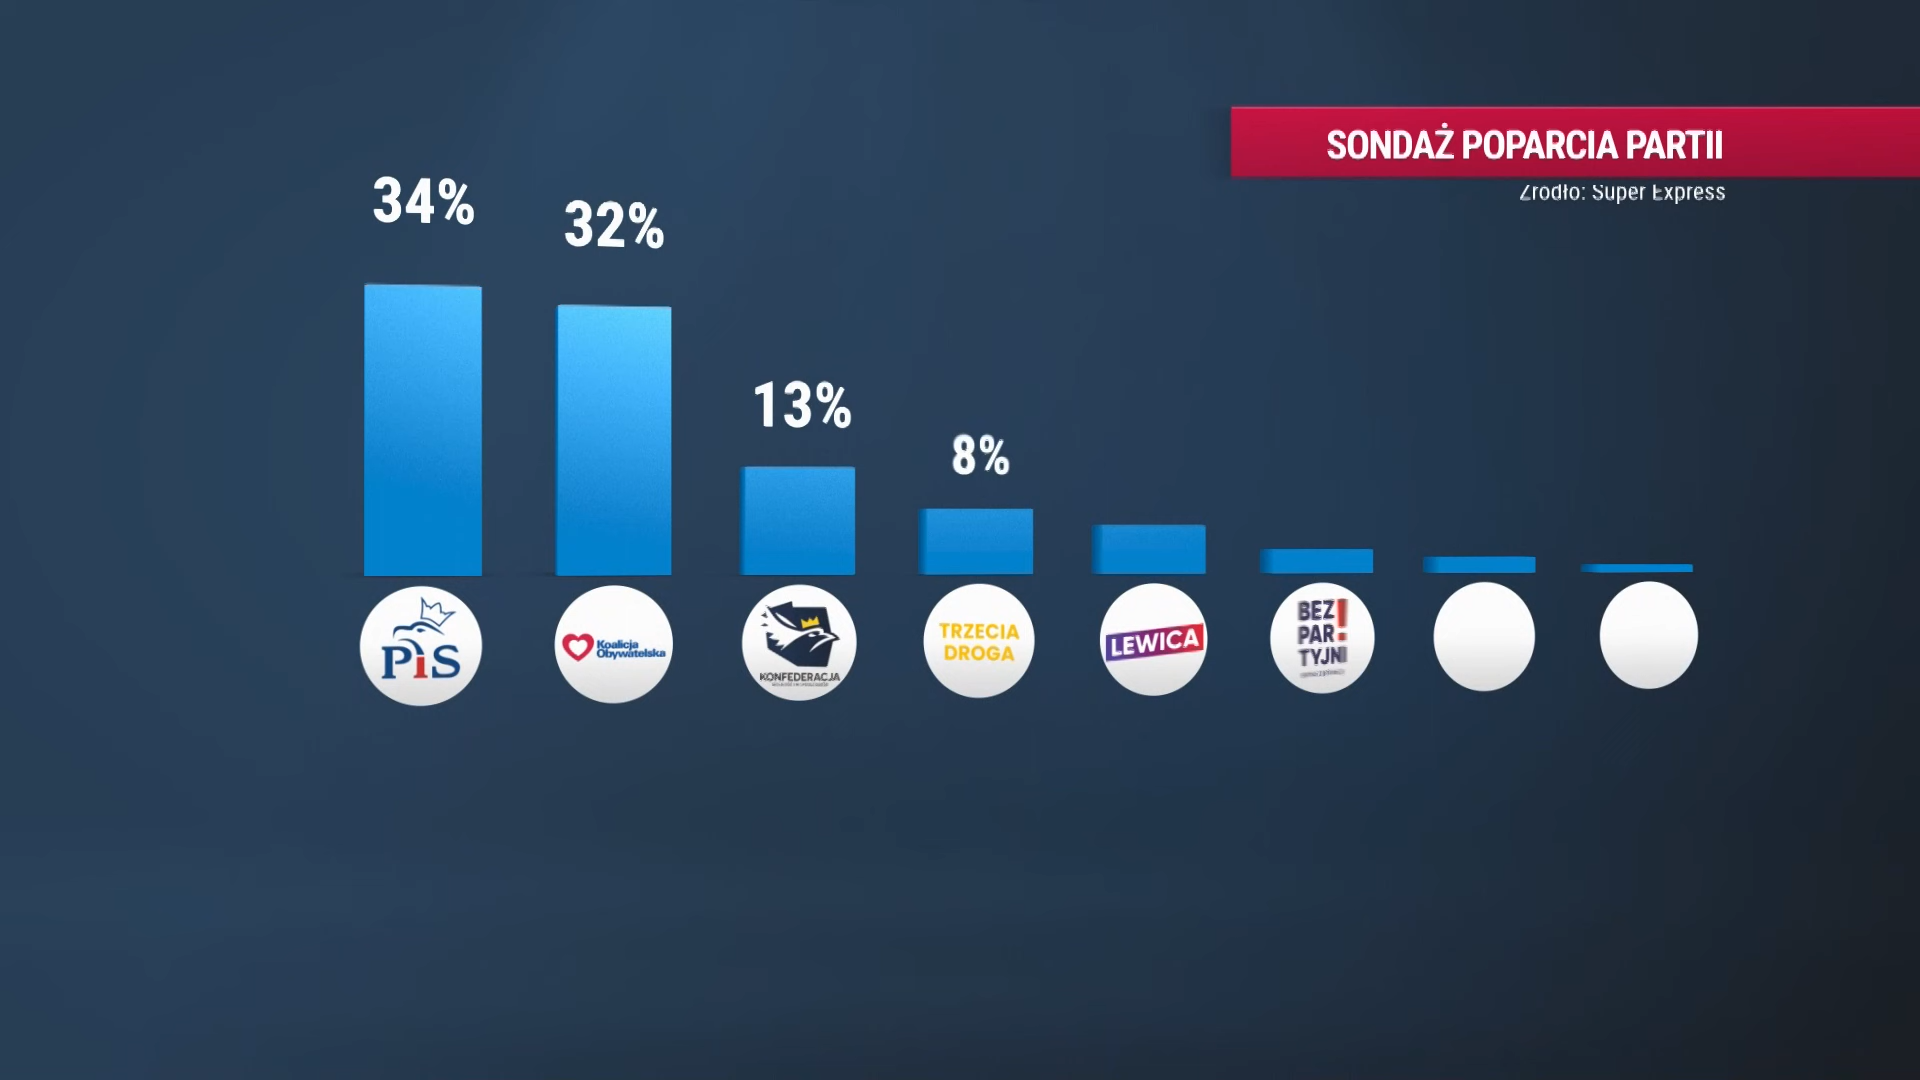 SONDAŻ POPARCIA PARTII
Źródło: Super Express
34%
32%
13%
8%
PiS
Koalicja
Obywatelska
KONFEDERACJA
TRZECIA
DROGA
LEWICA
BEZ
PAR
TYJNI
!